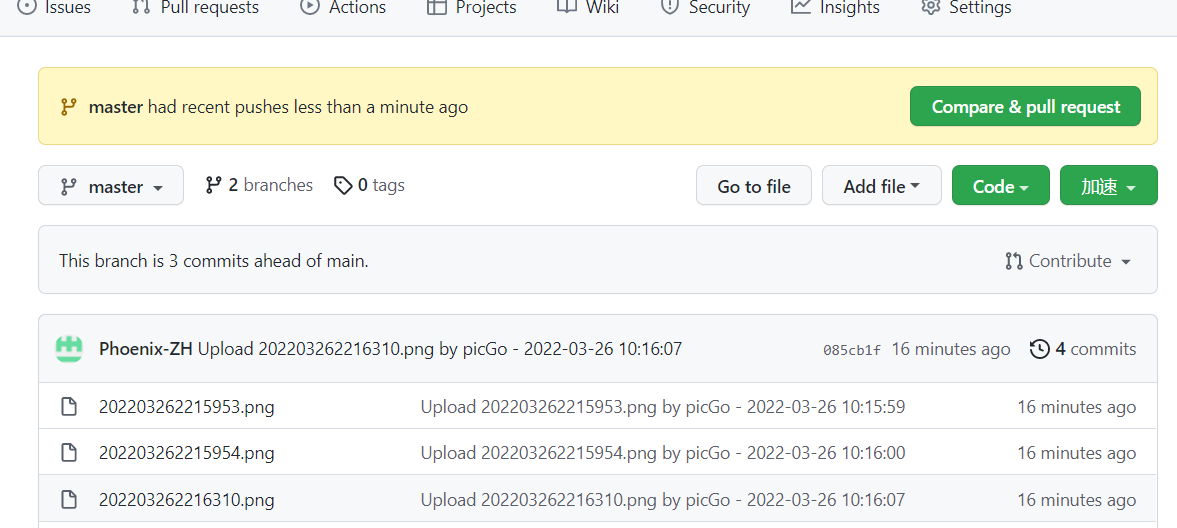 Issues Pull requests Actions Projects Wiki Security Insights Settings
master had recent pushes less than a minute ago Compare & pull request
master 2 branches 0 tags Go to file Add file Code 加速
This branch is 3 commits ahead of main. Contribute
Phoenix-ZH Upload 202203262216310.png by picGo - 2022-03-26 10:16:07 085cb1f 16 minutes ago 4 commits
202203262215953.png Upload 202203262215953.png by picGo - 2022-03-26 10:15:59 16 minutes ago
202203262215954.png Upload 202203262215954.png by picGo - 2022-03-26 10:16:00 16 minutes ago
202203262216310.png Upload 202203262216310.png by picGo - 2022-03-26 10:16:07 16 minutes ago